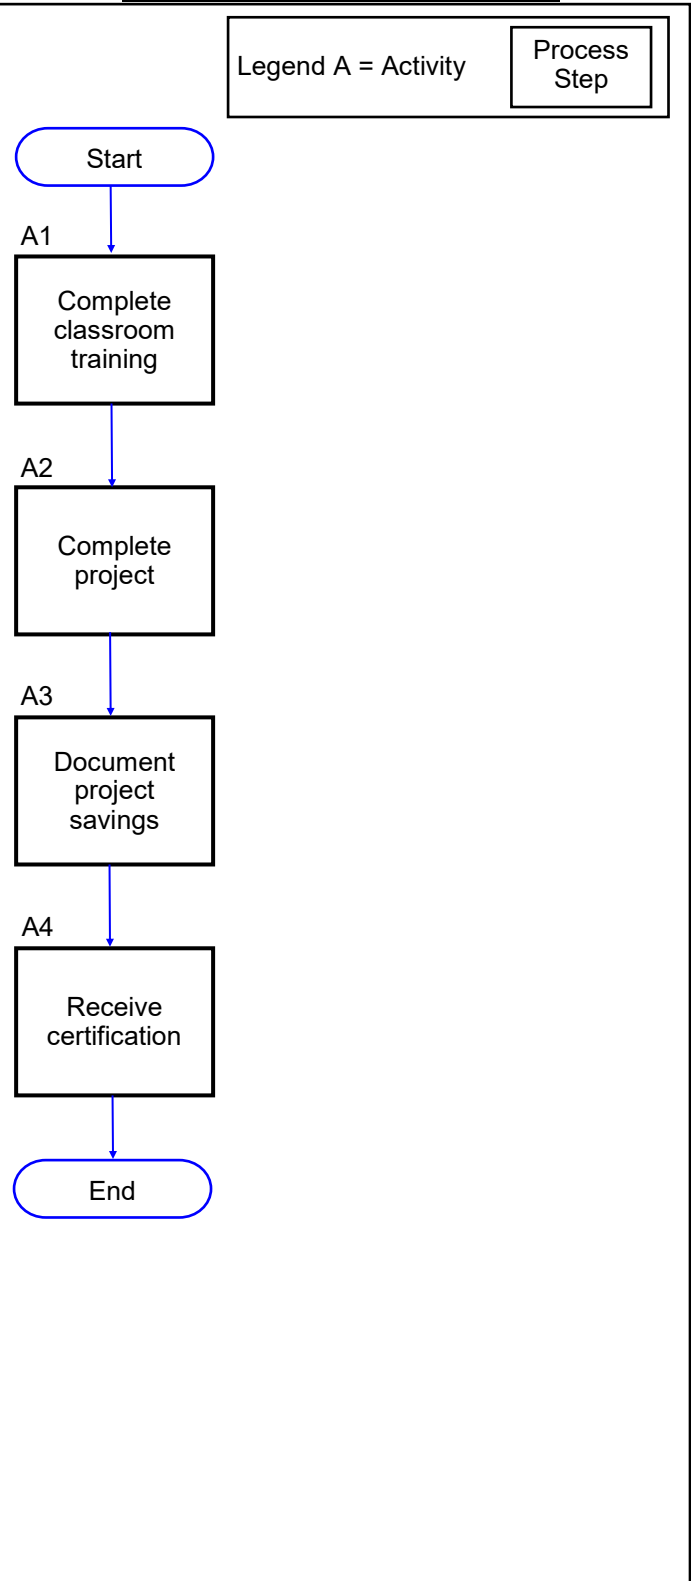 Legend A = Activity
Process
Step
Start
A1
Complete
classroom
training
A2
Complete
project
A3
Document
project
savings
A4
Receive
certification
End